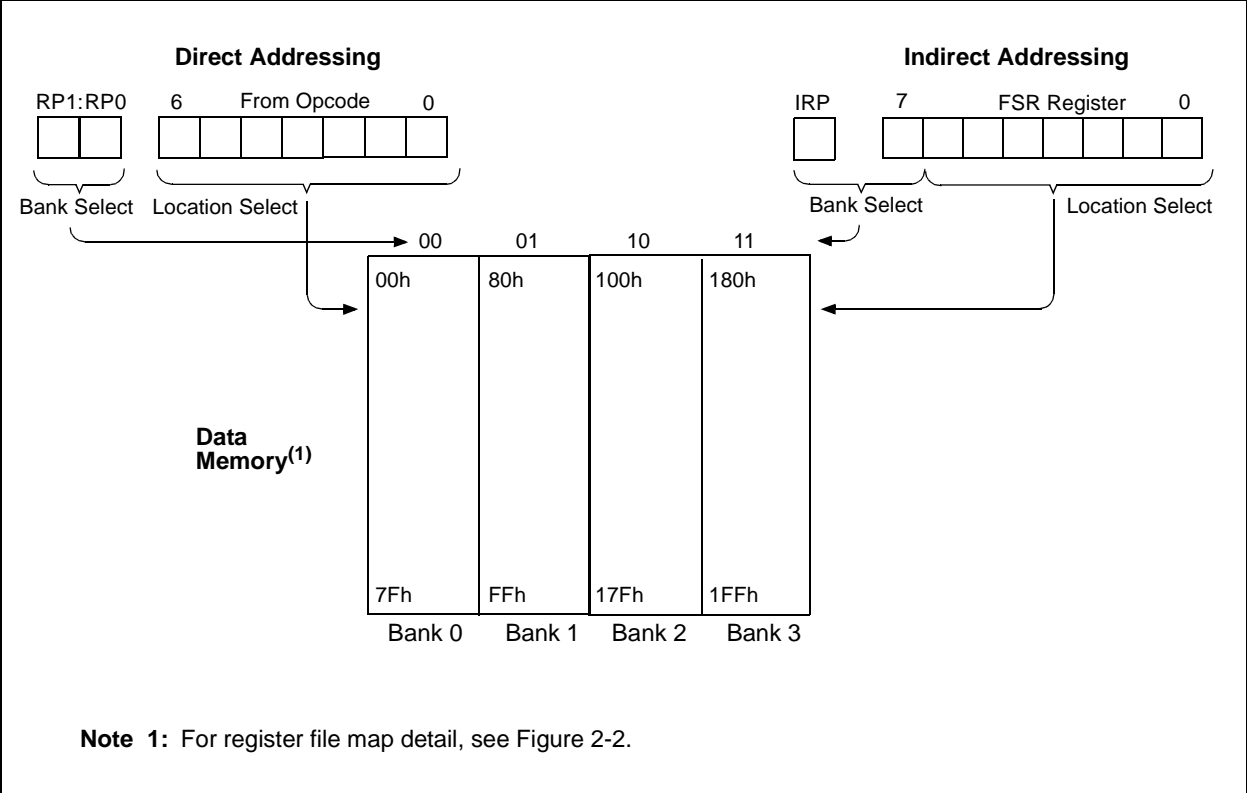 Direct Addressing
Indirect Addressing
RP1:RP0 6 From Opcode 0
IRP 7 FSR Register 0
Bank Select Location Select
Bank Select Location Select
00 01 10 11
00h 80h 100h 180h
Data
Memory(1)
7Fh FFh 17Fh 1FFh
Bank 0 Bank 1 Bank 2 Bank 3
Note 1: For register file map detail, see Figure 2-2.